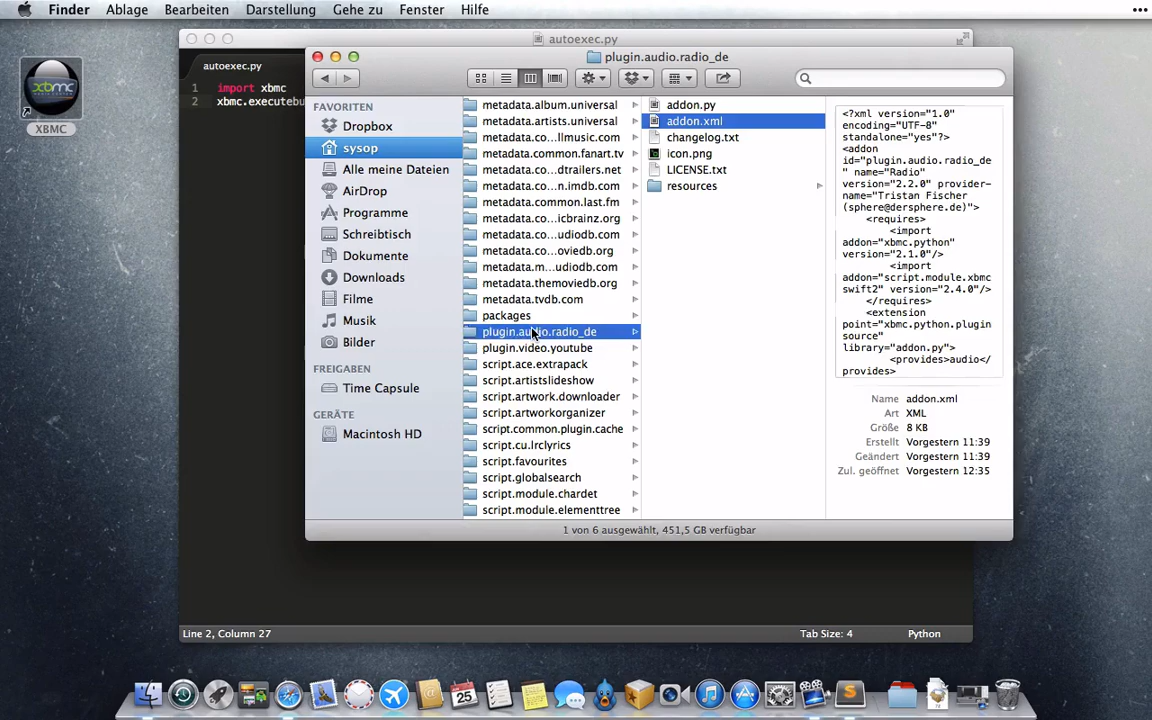 Finder Ablage Bearbeiten Darstellung Gehe zu Fenster Hilfe
autoexec.py
autoexec.py
1 import xbmc
2 xbmc.executebu
XBMC
plugin.audio.radio_de
FAVORITEN
Dropbox
sysop
Alle meine Dateien
AirDrop
Programme
Schreibtisch
Dokumente
Downloads
Filme
Musik
Bilder
FREIGABEN
Time Capsule
GERÄTE
Macintosh HD
metadata.album.universal
metadata.artists.universal
metadata.co...llmusic.com
metadata.common.fanart.tv
metadata.co...dtrailers.net
metadata.co...n.imdb.com
metadata.common.last.fm
metadata.co...icbrainz.org
metadata.co...udiodb.com
metadata.co...oviedb.org
metadata.m...udiodb.com
metadata.themoviedb.org
metadata.tvdb.com
packages
plugin.audio.radio_de
plugin.video.youtube
script.ace.extrapack
script.artistslideshow
script.artwork.downloader
script.artworkorganizer
script.common.plugin.cache
script.cu.lrclyrics
script.favourites
script.globalsearch
script.module.chardet
script.module.elementtree
addon.py
addon.xml
changelog.txt
icon.png
LICENSE.txt
resources
<?xml version="1.0"
encoding="UTF-8"
standalone="yes"?>
<addon
id="plugin.audio.radio_de
" name="Radio"
version="2.2.0" provider-
name="Tristan Fischer
(sphere@dersphere.de)">
<requires>
<import
addon="xbmc.python"
version="2.1.0"/>
<import
addon="script.module.xbmc
swift2" version="2.4.0"/>
</requires>
<extension
point="xbmc.python.plugin
source"
library="addon.py">
<provides>audio</
provides>
Name addon.xml
Art XML
Größe 8 KB
Erstellt Vorgestern 11:39
Geändert Vorgestern 11:39
Zul. geöffnet Vorgestern 12:35
1 von 6 ausgewählt, 451,5 GB verfügbar
Line 2, Column 27 Tab Size: 4 Python
25